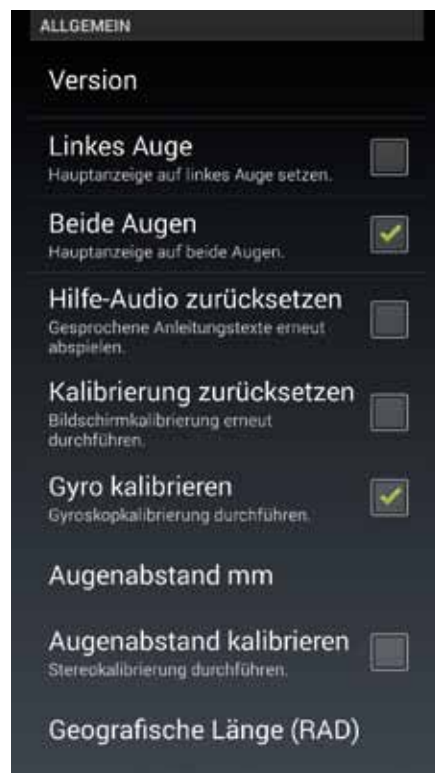 ALLGEMEIN
Version
Linkes Auge
Hauptanzeige auf linkes Auge setzen.
Beide Augen
Hauptanzeige auf beide Augen.
Hilfe-Audio zurücksetzen
Gesprochene Anleitungstexte erneut
abspielen.
Kalibrierung zurücksetzen
Bildschirmkalibrierung erneut
durchführen.
Gyro kalibrieren
Gyroskopkalibrierung durchführen.
Augenabstand mm
Augenabstand kalibrieren
Stereokalibrierung durchführen.
Geografische Länge (RAD)